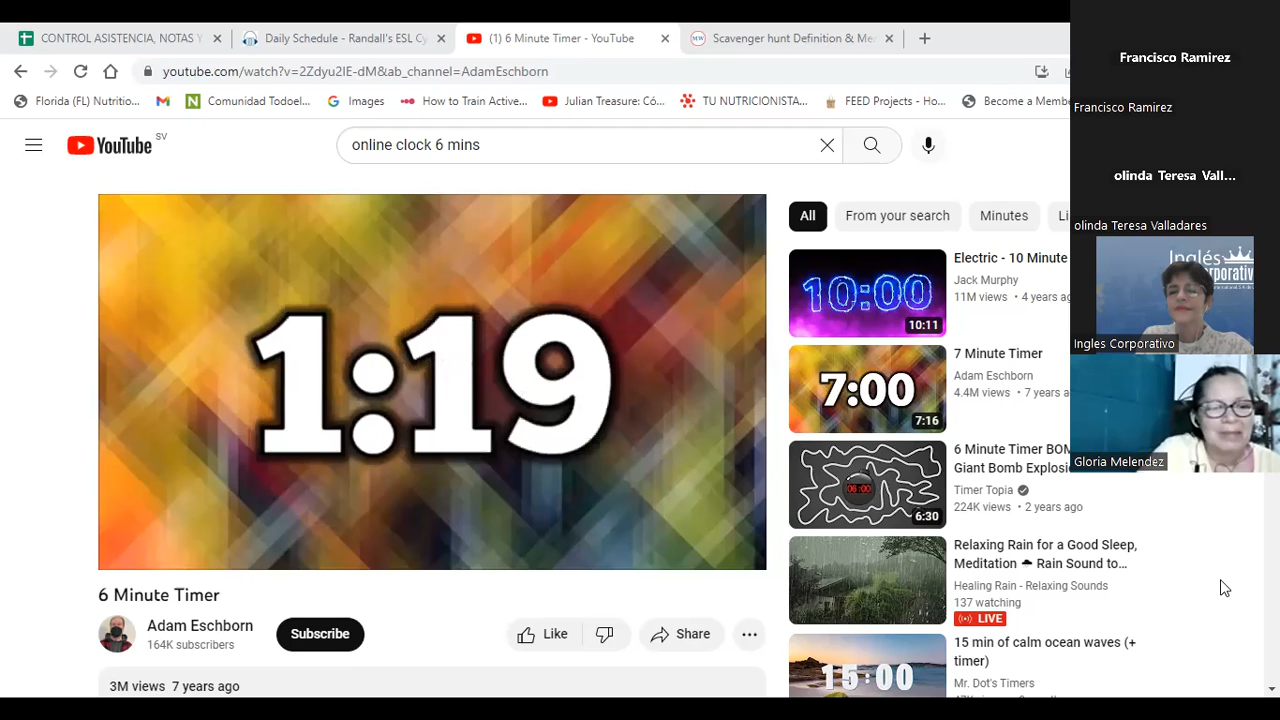 CONTROL ASISTENCIA, NOTAS Y
Daily Schedule - Randall's ESL Cy
(1) 6 Minute Timer - YouTube
Scavenger hunt Definition & Me
youtube.com/watch?v=2Zdyu2lE-dM&ab_channel=AdamEschborn
Florida (FL) Nutritio...
Comunidad Todoel...
Images
How to Train Active...
Julian Treasure: Có...
TU NUTRICIONISTA...
FEED Projects - Ho...
Become a Membe
YouTube SV
online clock 6 mins
1:19
6 Minute Timer
Adam Eschborn
164K subscribers
Subscribe
Like
Share
3M views 7 years ago
All
From your search
Minutes
Li
10:00
10:11
Electric - 10 Minute
Jack Murphy
11M views • 4 years ag
7:00
7:16
7 Minute Timer
Adam Eschborn
4.4M views • 7 years
06:00
6:30
6 Minute Timer BOM
Giant Bomb Explosi
Timer Topia
224K views • 2 years ago
Relaxing Rain for a Good Sleep,
Meditation 🌧 Rain Sound to...
Healing Rain - Relaxing Sounds
137 watching
LIVE
15:00
15 min of calm ocean waves (+
timer)
Mr. Dot's Timers
Francisco Ramirez
Francisco Ramirez
olinda Teresa Vall...
olinda Teresa Valladares
Inglés
orporativ
Ingles Corporativo
Gloria Melendez